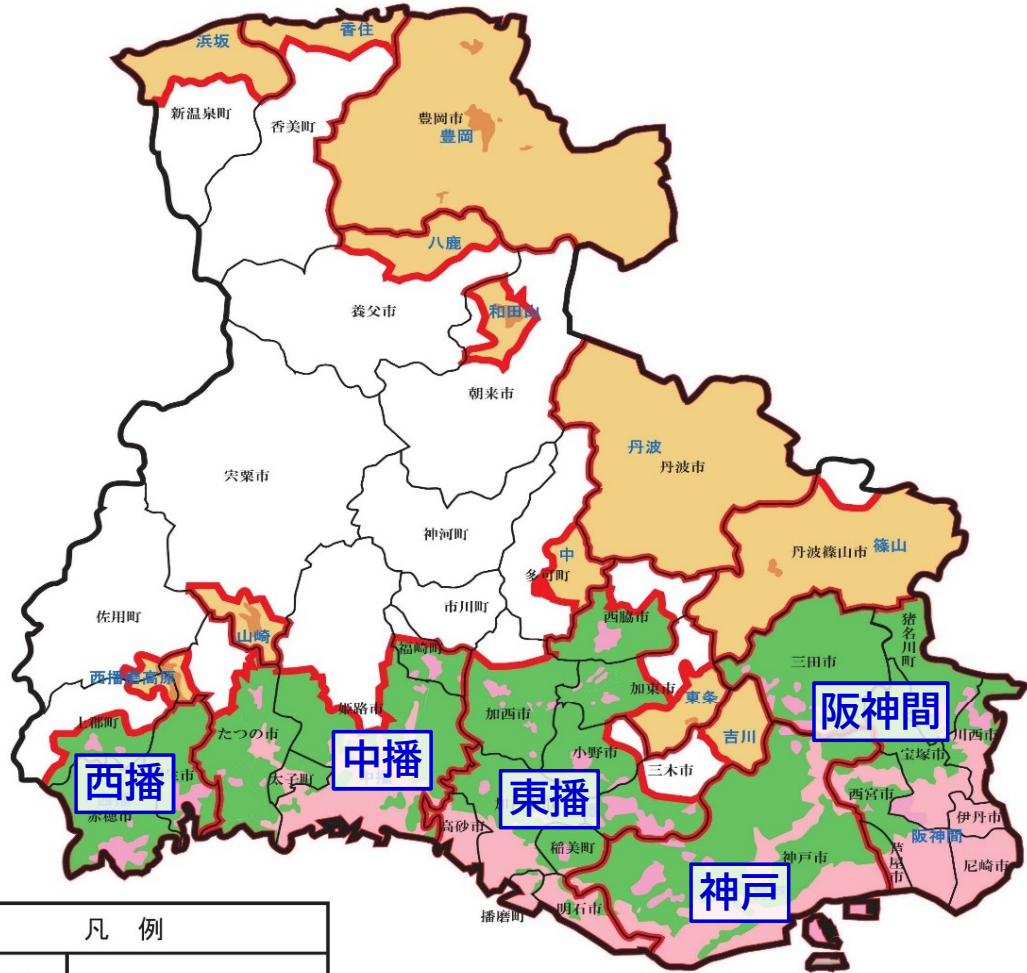 浜坂
香住
新温泉町
香美町
豊岡市
豊岡
八鹿
養父市
和田山
朝来市
丹波
丹波市
宍粟市
神河町
中
多可町
丹波篠山市
篠山
市川町
佐用町
山崎
西脇市
猪名川町
福崎町
三田市
西播磨高原
加東市
東条
上郡町
姫路市
加西市
阪神間
たつの市
吉川
川西市
中播
小野市
宝塚市
西播
市
太子町
三木市
東播
西宮市
赤穂市
伊丹市
高砂市
阪神間
稲美町
神戸市
芦屋市
尼崎市
神戸
播磨町
明石市
凡 例